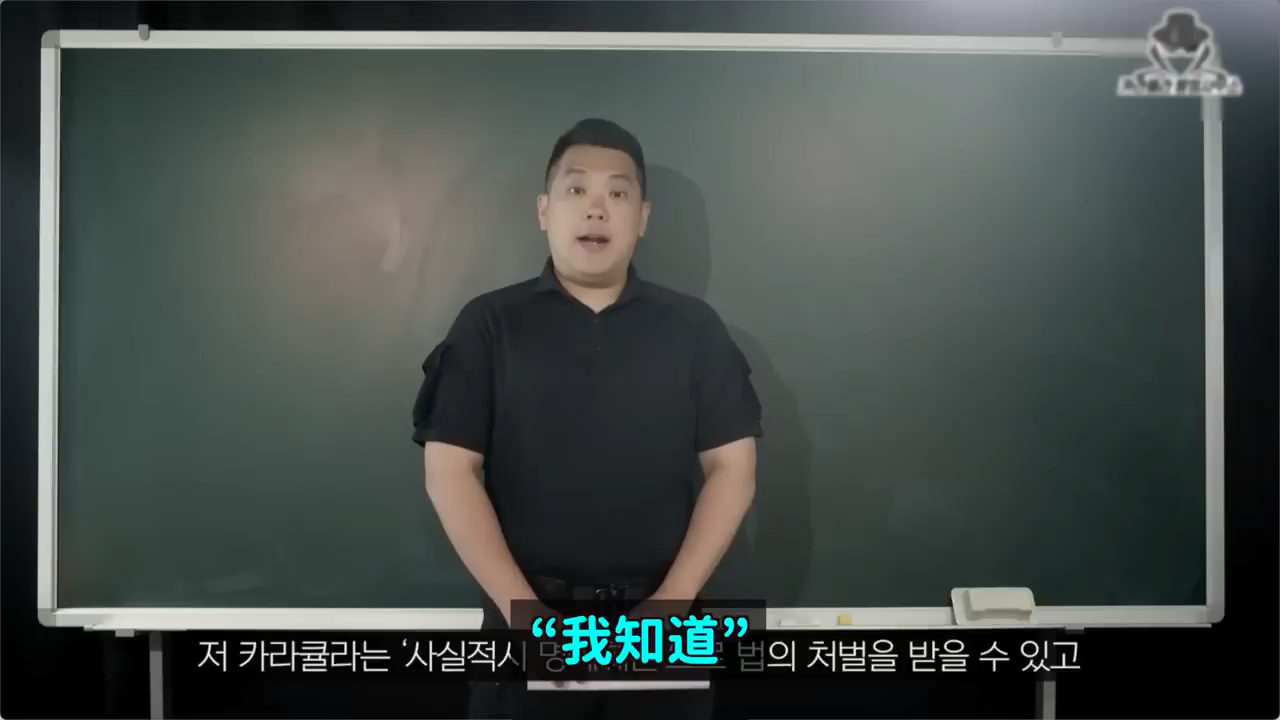 “我知道”
저 카라큘라는 ‘사실적시 법의 처벌을 받을 수 있고